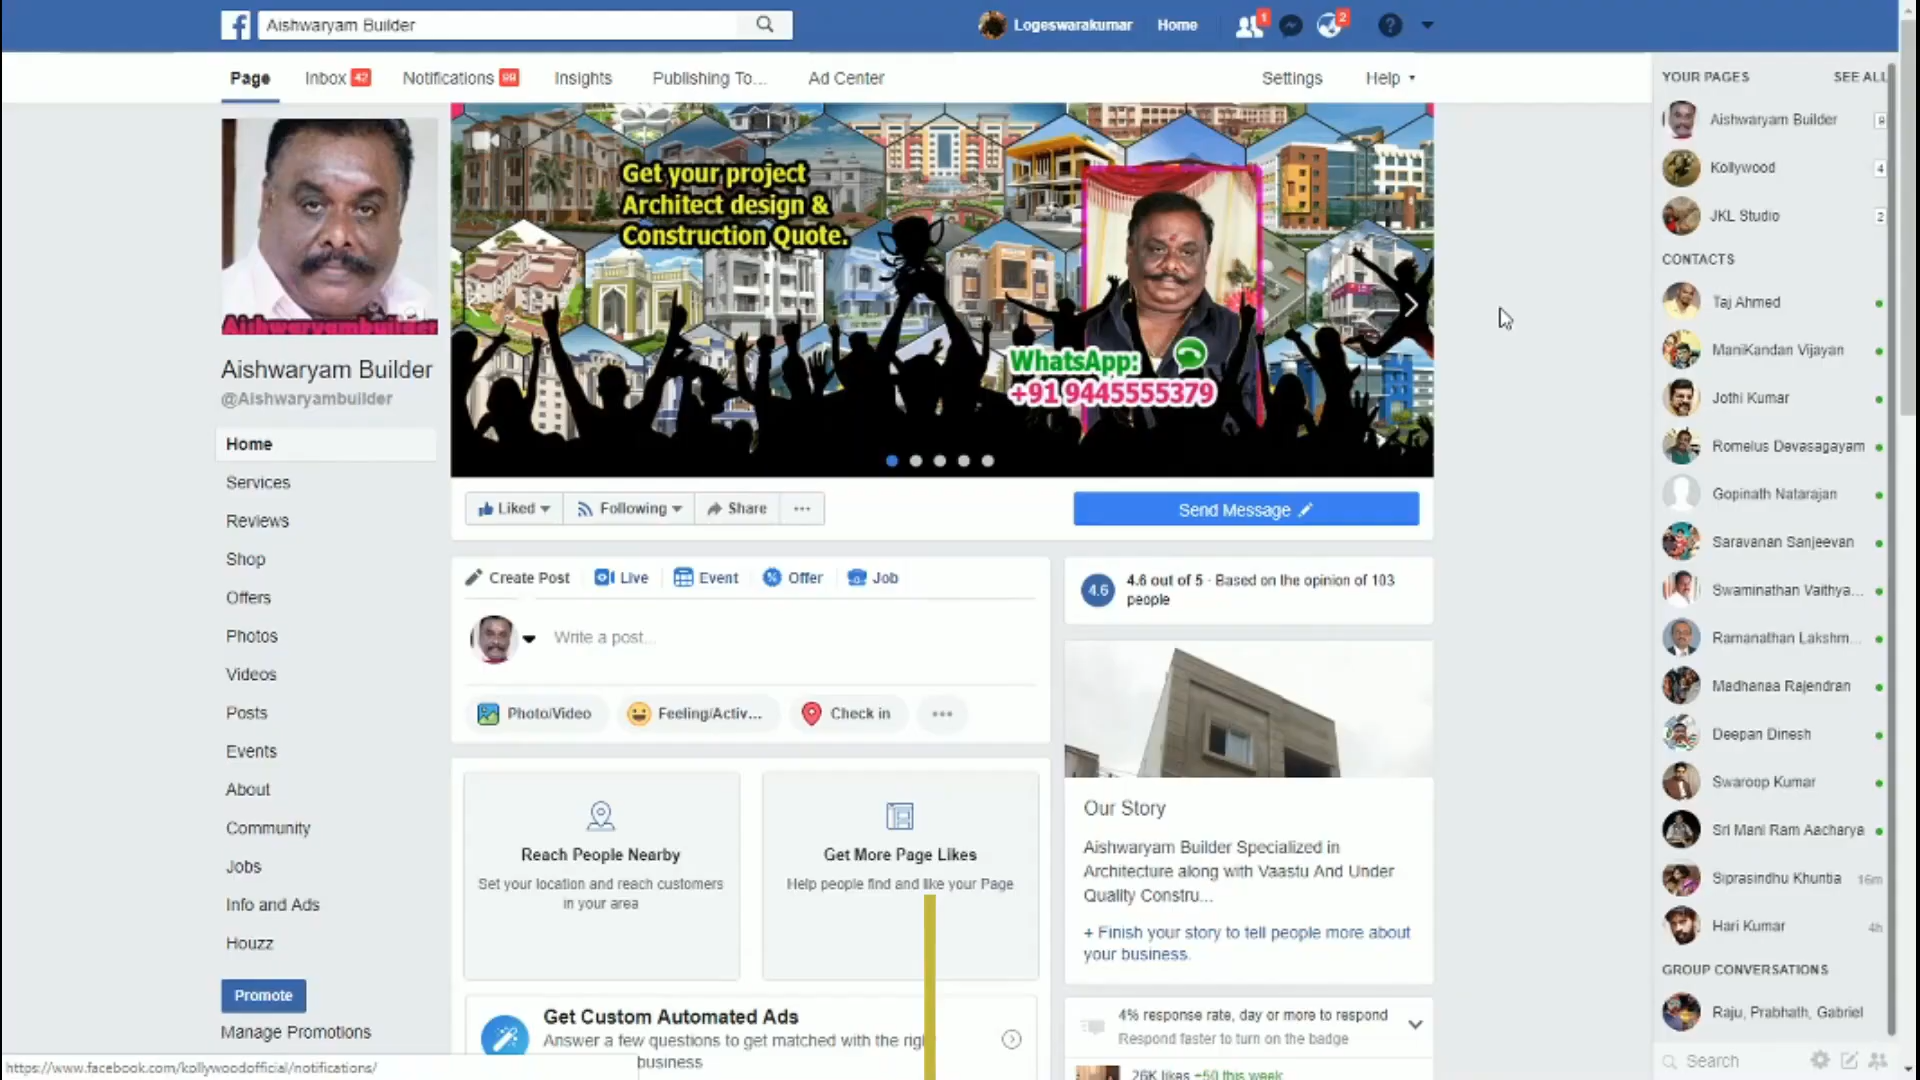 Aishwaryam Builder
Logeswarakumar
Home
1
2
Page
Inbox 42
Notifications 99
Insights
Publishing To...
Ad Center
Settings
Help
Aishwaryambuilder
Get your project
Architect design &
Construction Quote.
WhatsApp:
+91 9445555379
Aishwaryam Builder
@Aishwaryambuilder
Home
Services
Reviews
Shop
Offers
Photos
Videos
Posts
Events
About
Community
Jobs
Info and Ads
Houzz
Promote
Manage Promotions
Liked
Following
Share
Send Message
Create Post
Live
Event
Offer
Job
Write a post...
Photo/Video
Feeling/Activ...
Check in
Reach People Nearby
Set your location and reach customers
in your area
Get More Page Likes
Help people find and like your Page
Get Custom Automated Ads
Answer a few questions to get matched with the
business
4.6
4.6 out of 5 · Based on the opinion of 103
people
Our Story
Aishwaryam Builder Specialized in
Architecture along with Vaastu And Under
Quality Constru...
+ Finish your story to tell people more about
your business.
4% response rate, day or more to respond
Respond faster to turn on the badge
26K likes +50 this week
YOUR PAGES
SEE ALL
Aishwaryam Builder
Kollywood 4
JKL Studio 2
CONTACTS
Taj Ahmed
ManiKandan Vijayan
Jothi Kumar
Romelus Devasagayam
Gopinath Natarajan
Saravanan Sanjeevan
Swaminathan Vaithya...
Ramanathan Lakshm...
Madhanaa Rajendran
Deepan Dinesh
Swaroop Kumar
Sri Mani Ram Aacharya
Siprasindhu Khuntia 16m
Hari Kumar 4h
GROUP CONVERSATIONS
Raju, Prabhath, Gabriel
Search
https://www.facebook.com/kollywoodofficial/notifications/